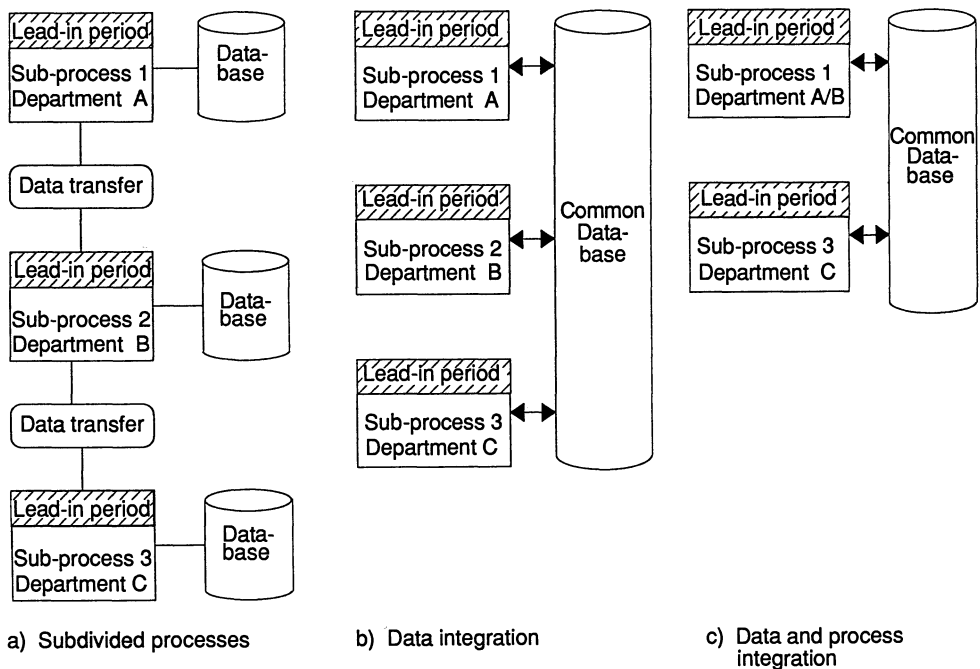 Lead-in period
Sub-process 1
Department A
Data-
base
Data transfer
Lead-in period
Sub-process 2
Department B
Data-
base
Data transfer
Lead-in period
Sub-process 3
Department C
Data-
base
a) Subdivided processes
Lead-in period
Sub-process 1
Department A
Lead-in period
Sub-process 2
Department B
Lead-in period
Sub-process 3
Department C
Common
Data-
base
b) Data integration
Lead-in period
Sub-process 1
Department A/B
Lead-in period
Sub-process 3
Department C
Common
Data-
base
c) Data and process
integration